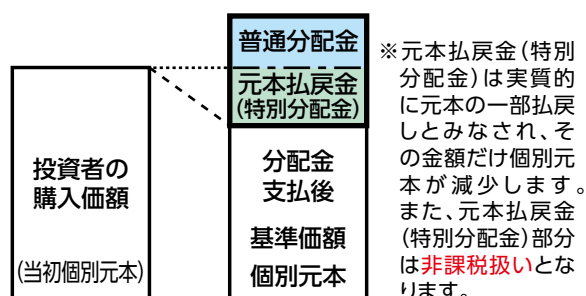 投資者の
購入価額
(当初個別元本)
普通分配金
元本払戻金
(特別分配金)
分配金
支払後
基準価額
個別元本
※元本払戻金(特別
分配金)は実質的
に元本の一部払戻
しとみなされ、そ
の金額だけ個別元
本が減少します。
また、元本払戻金
(特別分配金)部分
は非課税扱いとな
ります。